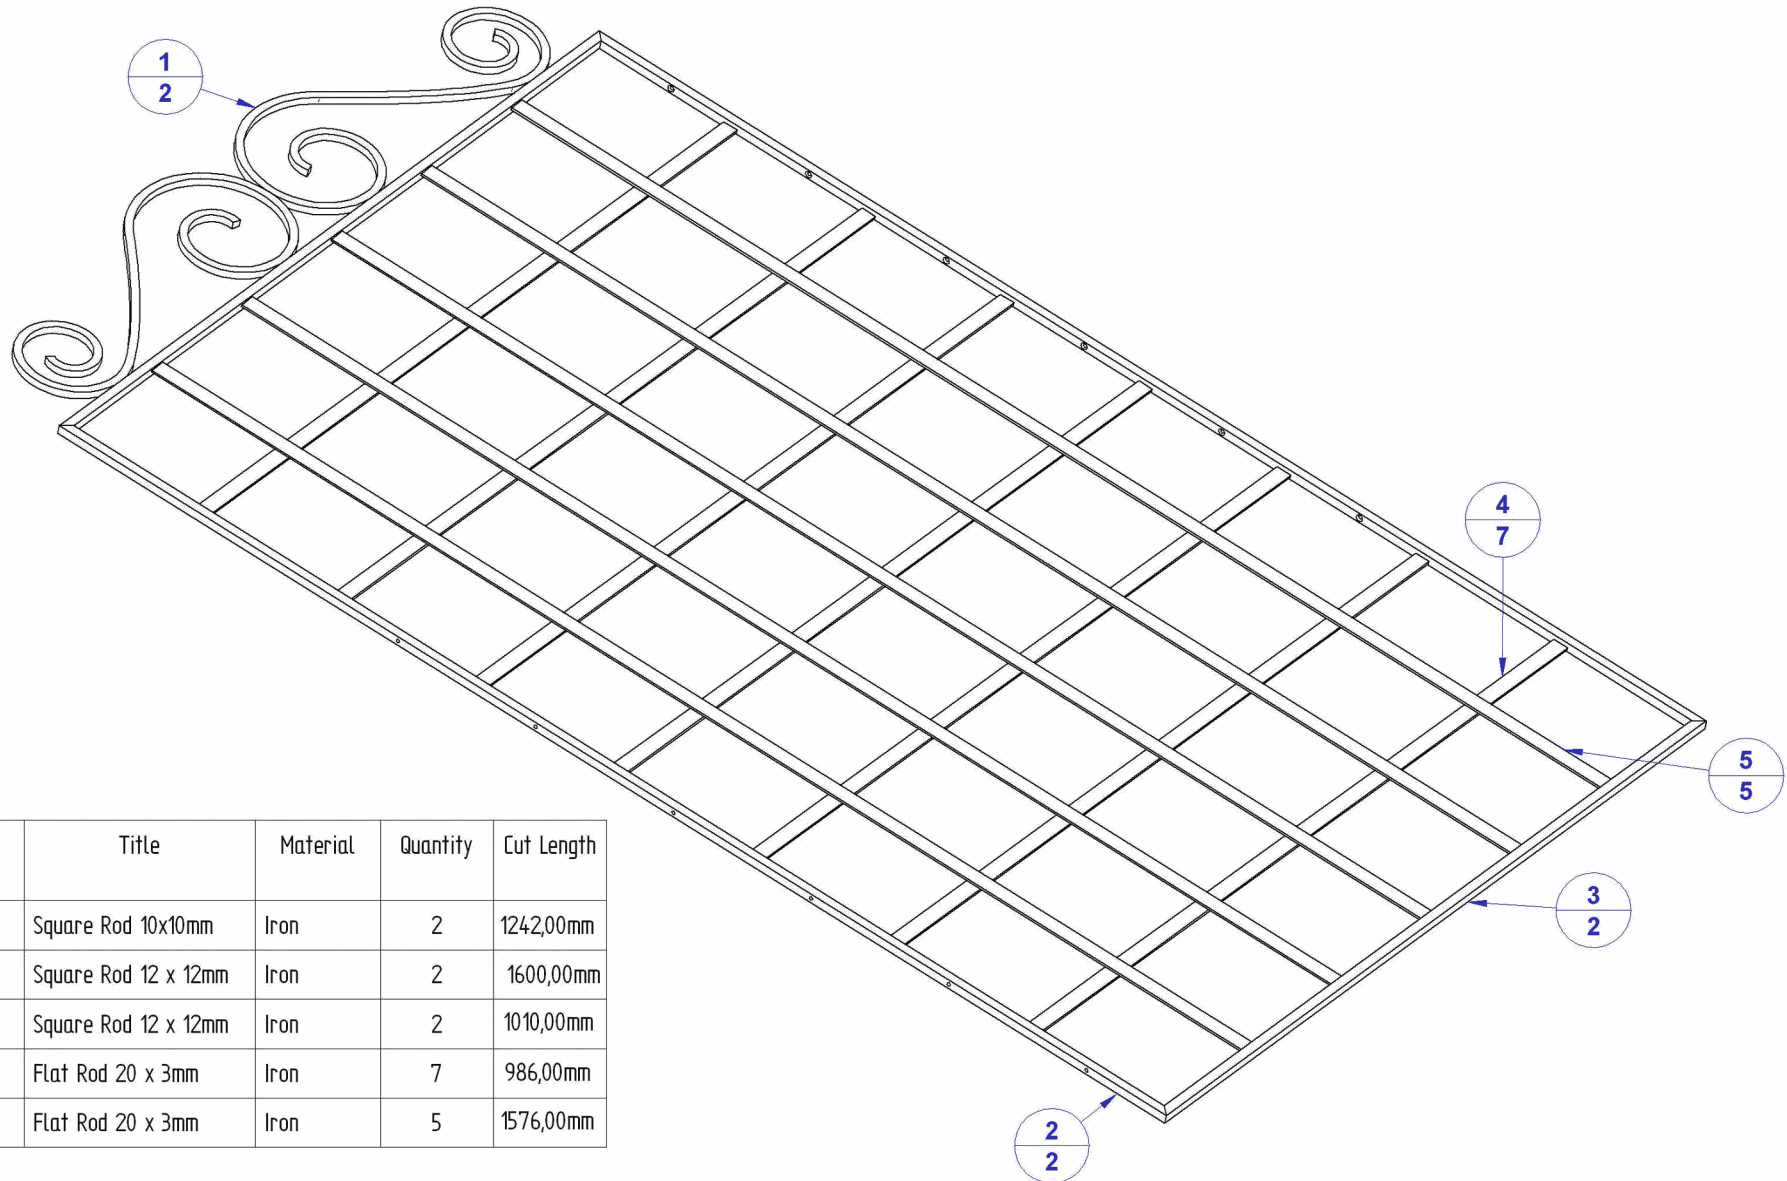 1
2
4
7
5
5
3
2
2
2
Title Material Quantity Cut Length
Square Rod 10x10mm Iron 2 1242,00mm
Square Rod 12 x 12mm Iron 2 1600,00mm
Square Rod 12 x 12mm Iron 2 1010,00mm
Flat Rod 20 x 3mm Iron 7 986,00mm
Flat Rod 20 x 3mm Iron 5 1576,00mm